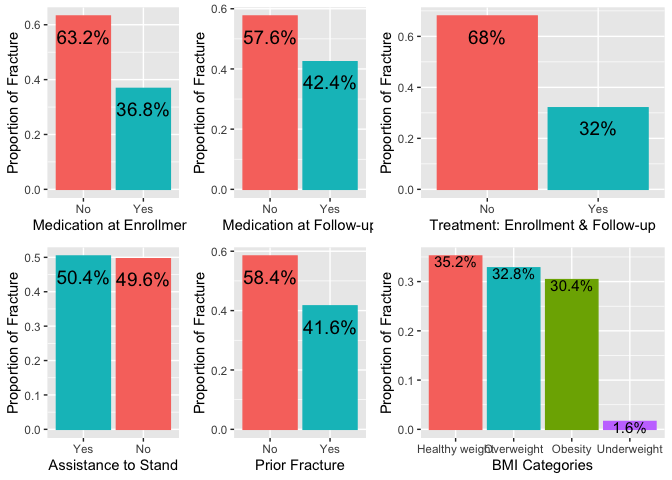 Proportion of Fracture
0.6
0.4
0.2
0.0
63.2%
36.8%
No Yes
Medication at Enrollmer
Proportion of Fracture
0.6
0.4
0.2
0.0
57.6%
42.4%
No Yes
Medication at Follow-up
Proportion of Fracture
0.6
0.4
0.2
0.0
68%
32%
No Yes
Treatment: Enrollment & Follow-up
Proportion of Fracture
0.5
0.4
0.3
0.2
0.1
0.0
50.4% 49.6%
Yes No
Assistance to Stand
Proportion of Fracture
0.6
0.4
0.2
0.0
58.4%
41.6%
No Yes
Prior Fracture
Proportion of Fracture
0.3
0.2
0.1
0.0
35.2%
32.8%
30.4%
1.6%
Healthy weight Overweight Obesity Underweight
BMI Categories